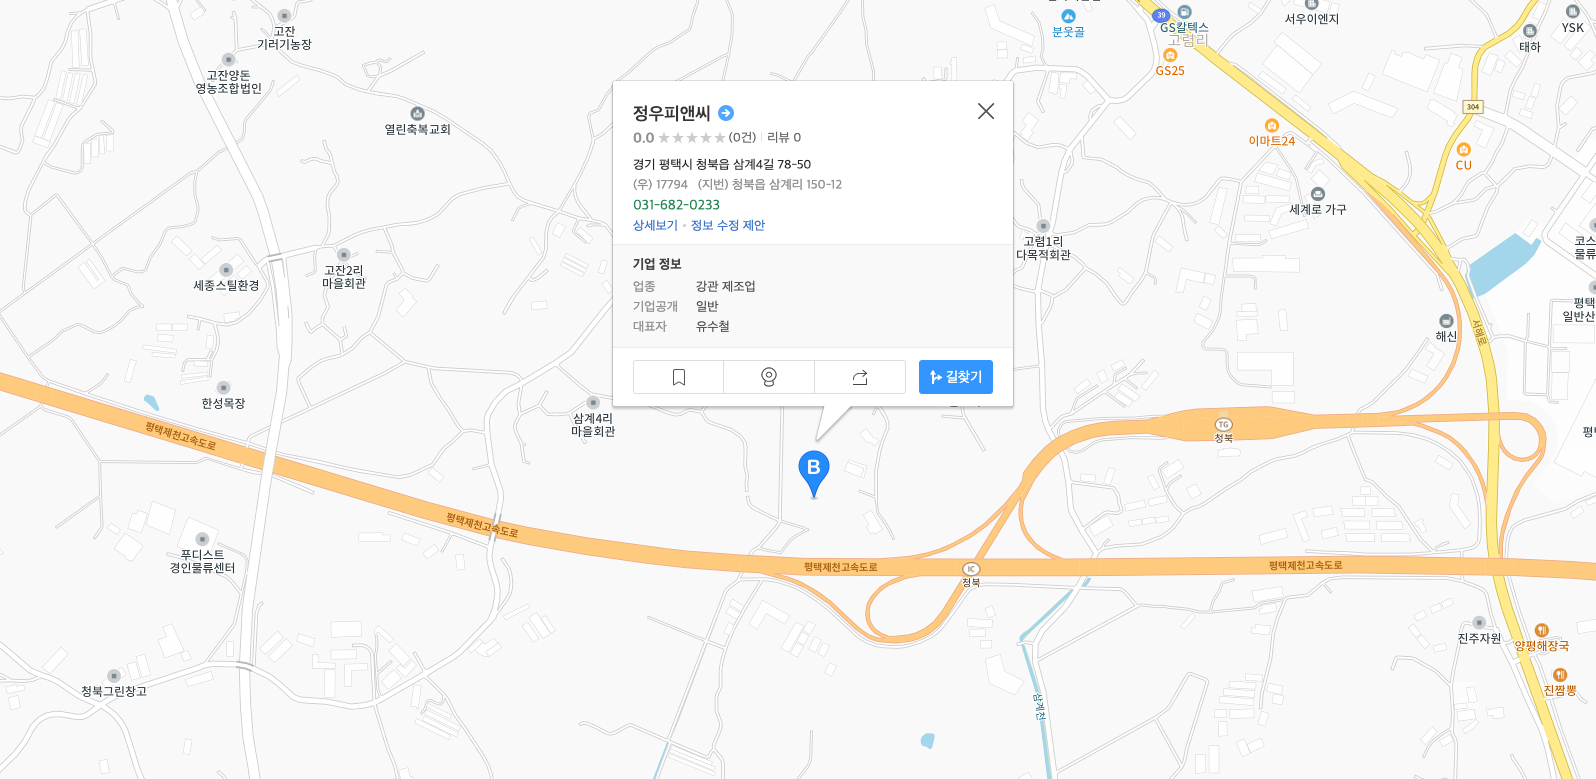 정우피앤씨
0.0 ★★★★★ (0건) 리뷰 0
경기 평택시 청북읍 삼계4길 78-50
(우) 17794 (지번) 청북읍 삼계리 150-12
031-682-0233
상세보기 · 정보 수정 제안
기업 정보
업종 강관 제조업
기업공개 일반
대표자 유수철
길찾기
B
고잔
기러기농장
고잔양돈
영농조합법인
열린축복교회
분웃골
39
GS칼텍스
고렴리
GS25
서우이엔지
YSK
태하
304
이마트24
CU
세계로 가구
고렴1리
다목적회관
코스
물류
평택
일반산
해신
서해로
세종스틸환경
고잔2리
마을회관
한성목장
삼계4리
마을회관
평택제천고속도로
평택제천고속도로
TG
청북
평택제천고속도로
IC
청북
평택제천고속도로
푸디스트
경인물류센터
청북그린창고
삼계천
진주자원
양평해장국
진짬뽕